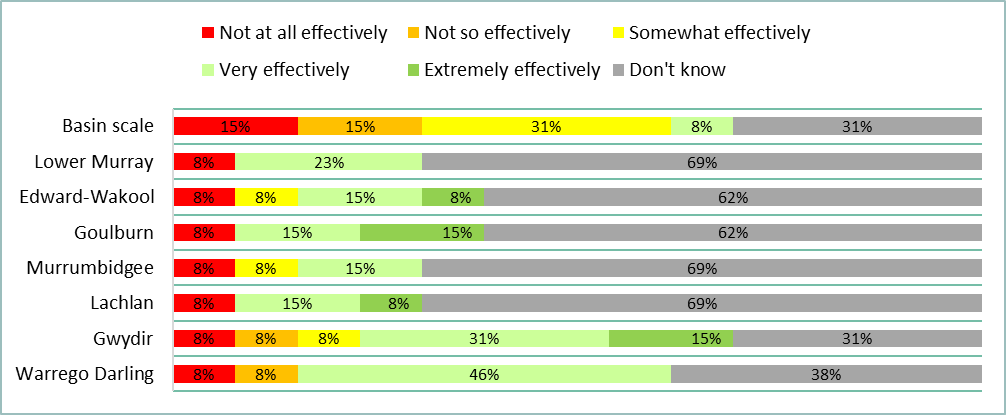 Not at all effectively Not so effectively Somewhat effectively
Very effectively Extremely effectively Don't know
Basin scale 15% 15% 31% 8% 31%
Lower Murray 8% 23% 69%
Edward-Wakool 8% 8% 15% 8% 62%
Goulburn 8% 15% 15% 62%
Murrumbidgee 8% 8% 15% 69%
Lachlan 8% 15% 8% 69%
Gwydir 8% 8% 8% 31% 15% 31%
Warrego Darling 8% 8% 46% 38%